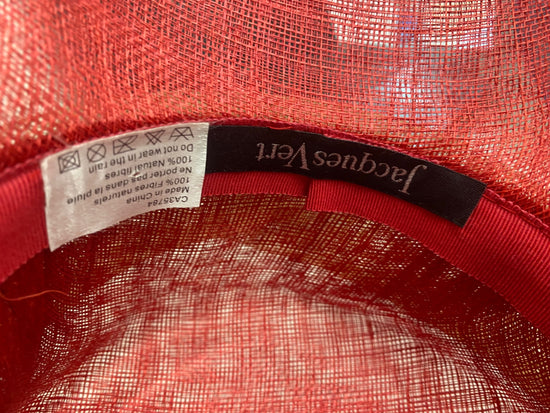 Jacques Vert
Do not wear in the rain
100% Natural fibres
Ne porter pas dans la pluie
100% Fibres naturels
Made in China
CA35784